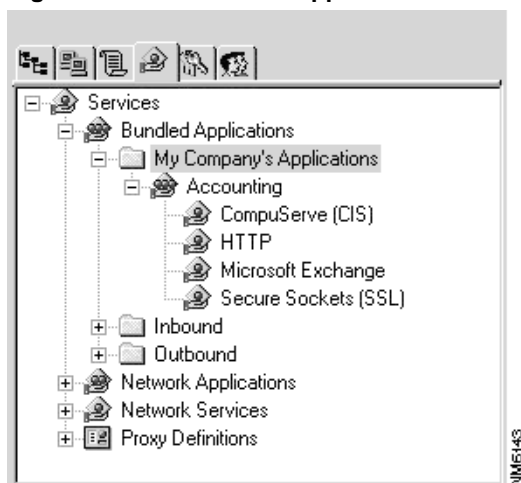 Services
Bundled Applications
My Company's Applications
Accounting
CompuServe (CIS)
HTTP
Microsoft Exchange
Secure Sockets (SSL)
Inbound
Outbound
Network Applications
Network Services
Proxy Definitions